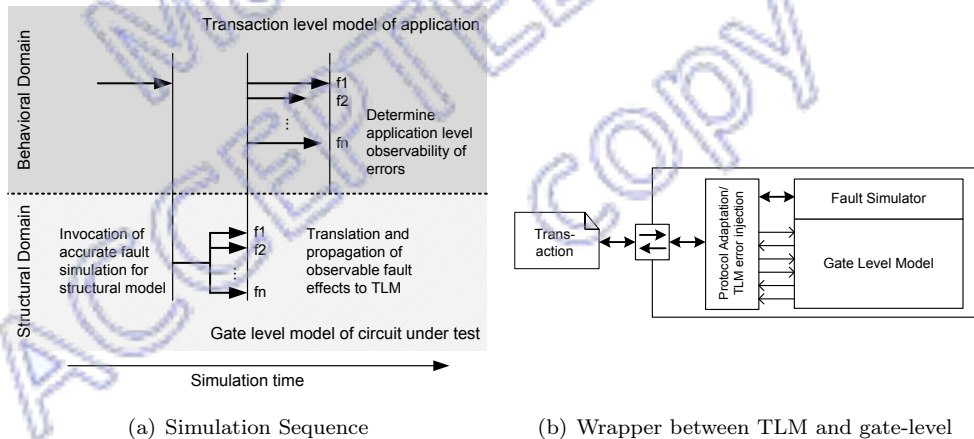 Transaction level model of application
Behavioral Domain
f1
f2
...
fn
Determine
application level
observability of
errors
Structural Domain
Invocation of
accurate fault
simulation for
structural model
f1
f2
...
fn
Translation and
propagation of
observable fault
effects to TLM
Gate level model of circuit under test
Simulation time
(a) Simulation Sequence
Trans-
action
Protocol Adaptation/
TLM error injection
Fault Simulator
Gate Level Model
(b) Wrapper between TLM and gate-level
ACCEPTED
copy